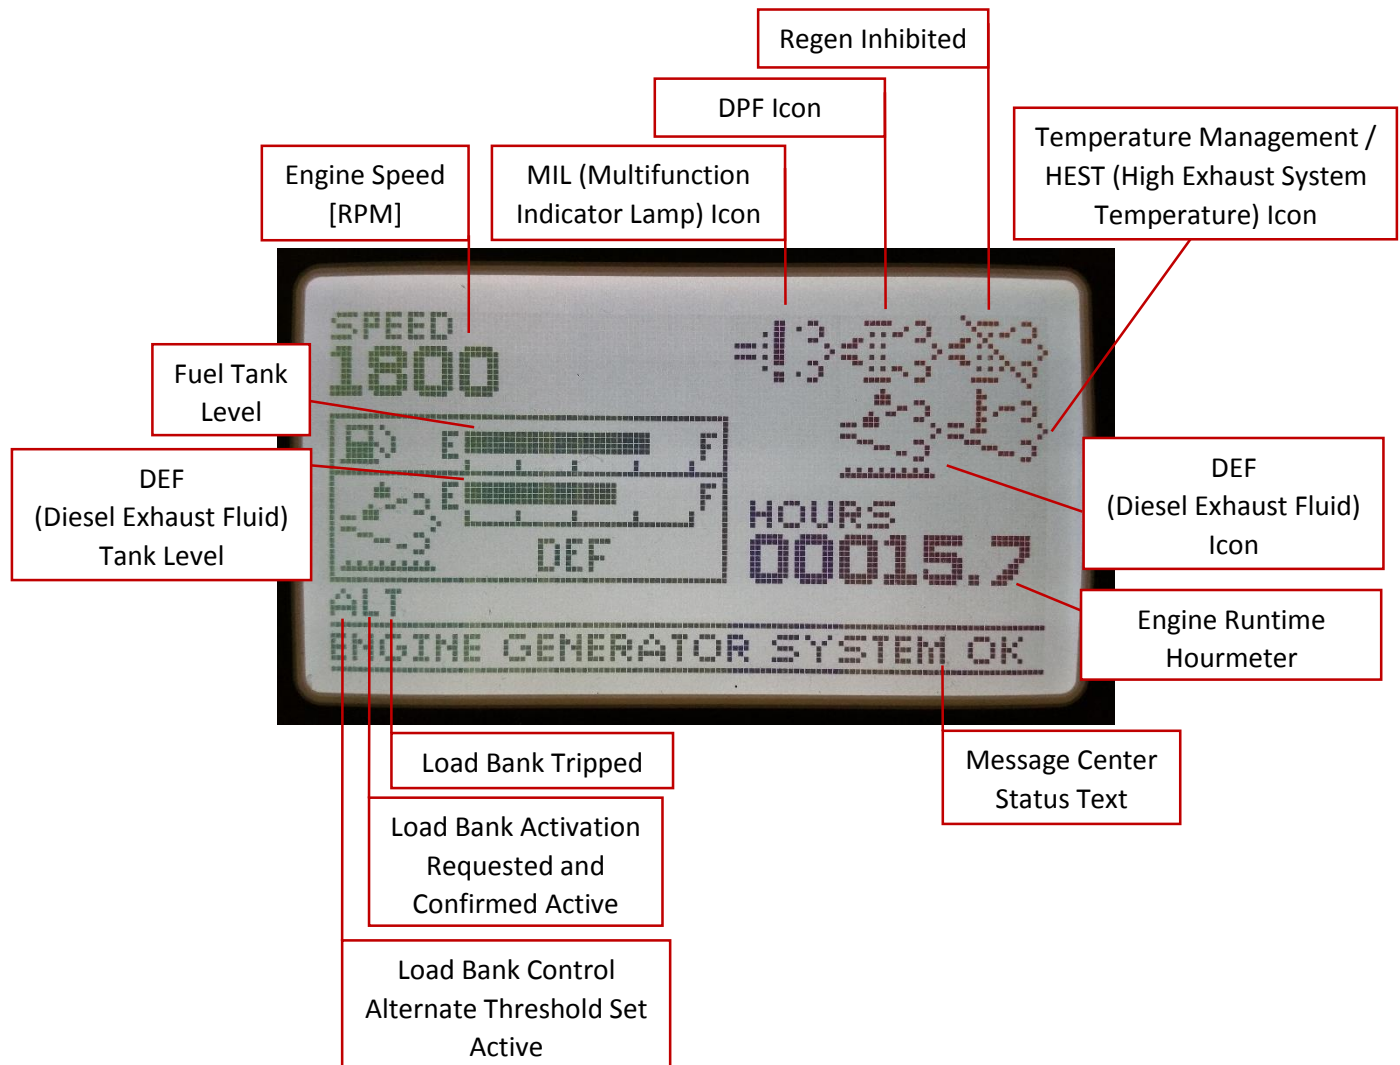 Regen Inhibited
DPF Icon
Temperature Management /
HEST (High Exhaust System
Temperature) Icon
Engine Speed
[RPM]
MIL (Multifunction
Indicator Lamp) Icon
SPEED
1800
Fuel Tank
Level
E F
DEF
(Diesel Exhaust Fluid)
Tank Level
E F
DEF
DEF
(Diesel Exhaust Fluid)
Icon
HOURS
00015.7
ALT
Engine Runtime
Hourmeter
ENGINE GENERATOR SYSTEM OK
Load Bank Tripped
Message Center
Status Text
Load Bank Activation
Requested and
Confirmed Active
Load Bank Control
Alternate Threshold Set
Active